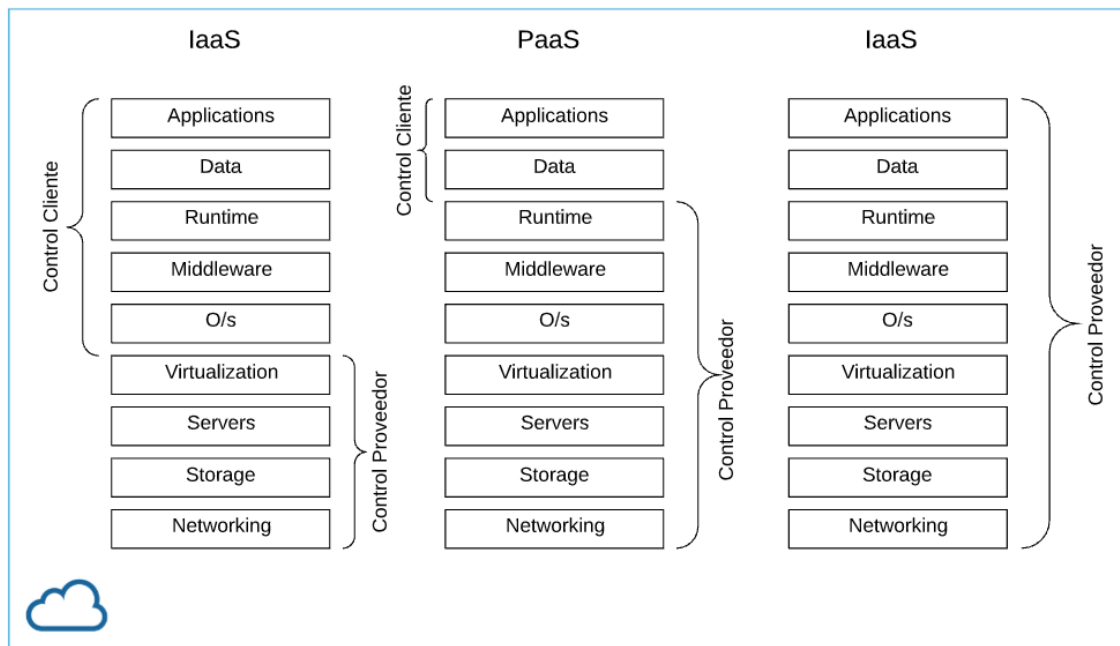 IaaS
Control Cliente
Applications
Data
Runtime
Middleware
O/s
Virtualization
Servers
Storage
Networking
Control Proveedor
PaaS
Control Cliente
Applications
Data
Runtime
Middleware
O/s
Virtualization
Servers
Storage
Networking
Control Proveedor
IaaS
Applications
Data
Runtime
Middleware
O/s
Virtualization
Servers
Storage
Networking
Control Proveedor